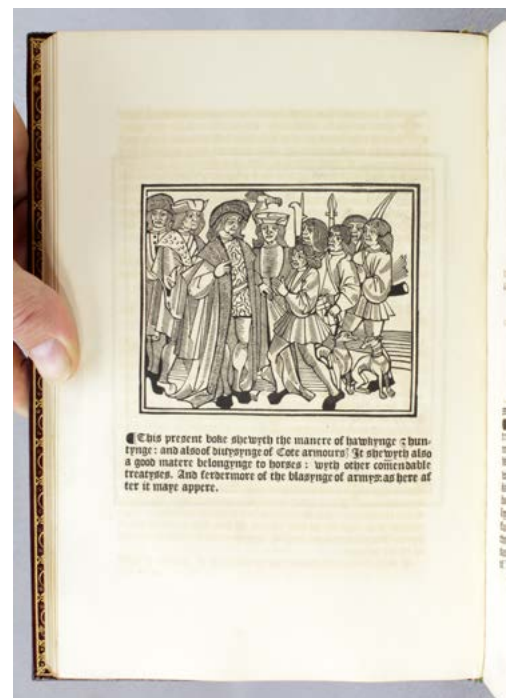 ¶ This present boke shewyth the manere of hawkynge ⁊ hun-
tynge: and also of diuysynge of Cote armours. It shewyth also
a good matere belongynge to horses: wyth other comēdable
treatyses. And ferdermore of the blasynge of armys: as here af
ter it maye appere.